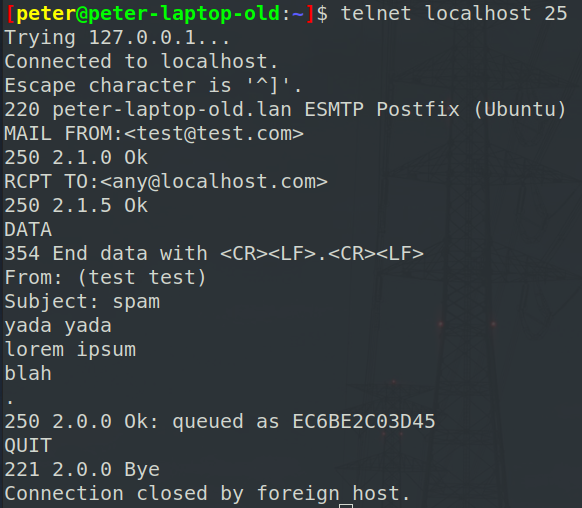 [peter@peter-laptop-old:~]$ telnet localhost 25
Trying 127.0.0.1...
Connected to localhost.
Escape character is '^]'.
220 peter-laptop-old.lan ESMTP Postfix (Ubuntu)
MAIL FROM:<test@test.com>
250 2.1.0 Ok
RCPT TO:<any@localhost.com>
250 2.1.5 Ok
DATA
354 End data with <CR><LF>.<CR><LF>
From: (test test)
Subject: spam
yada yada
lorem ipsum
blah
.
250 2.0.0 Ok: queued as EC6BE2C03D45
QUIT
221 2.0.0 Bye
Connection closed by foreign host.